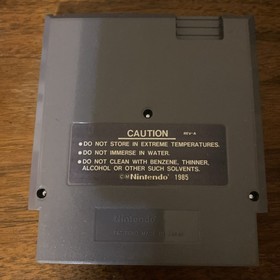 CAUTION REV-A
●DO NOT STORE IN EXTREME TEMPERATURES.
●DO NOT IMMERSE IN WATER.
●DO NOT CLEAN WITH BENZENE, THINNER,
ALCOHOL OR OTHER SUCH SOLVENTS.
©Nintendo 1985
Nintendo